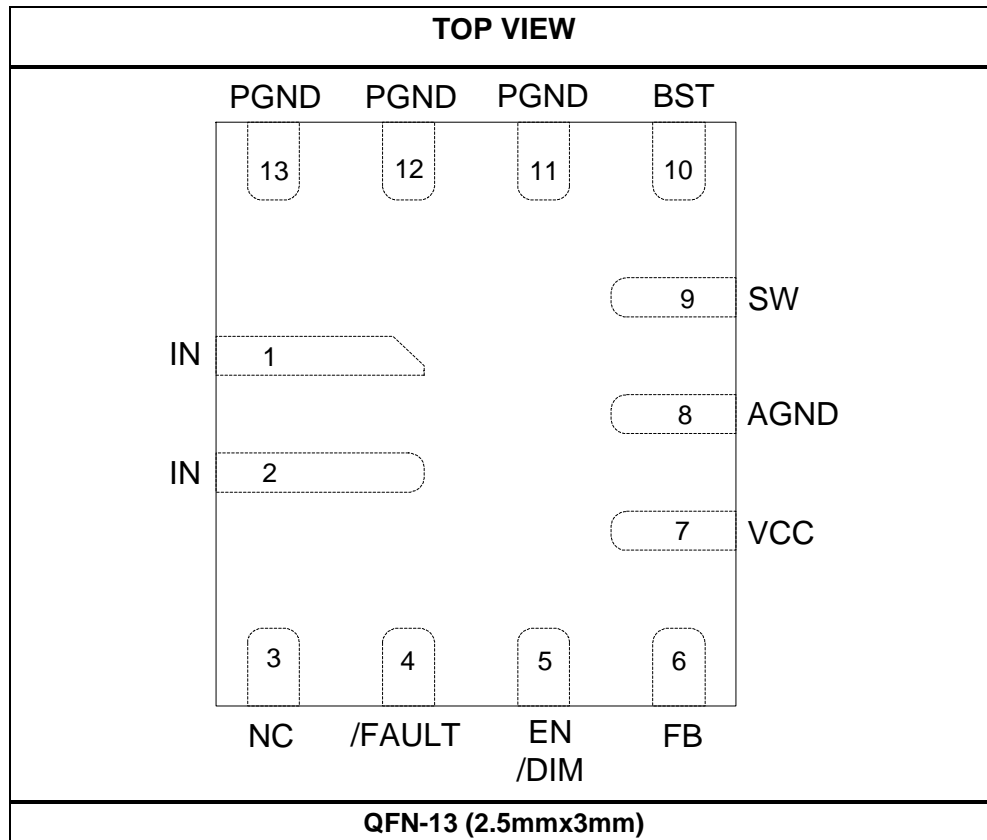 TOP VIEW
PGND PGND PGND BST
13 12 11 10
9 SW
IN 1
8 AGND
IN 2
7 VCC
3 4 5 6
NC /FAULT EN FB
/DIM
QFN-13 (2.5mmx3mm)